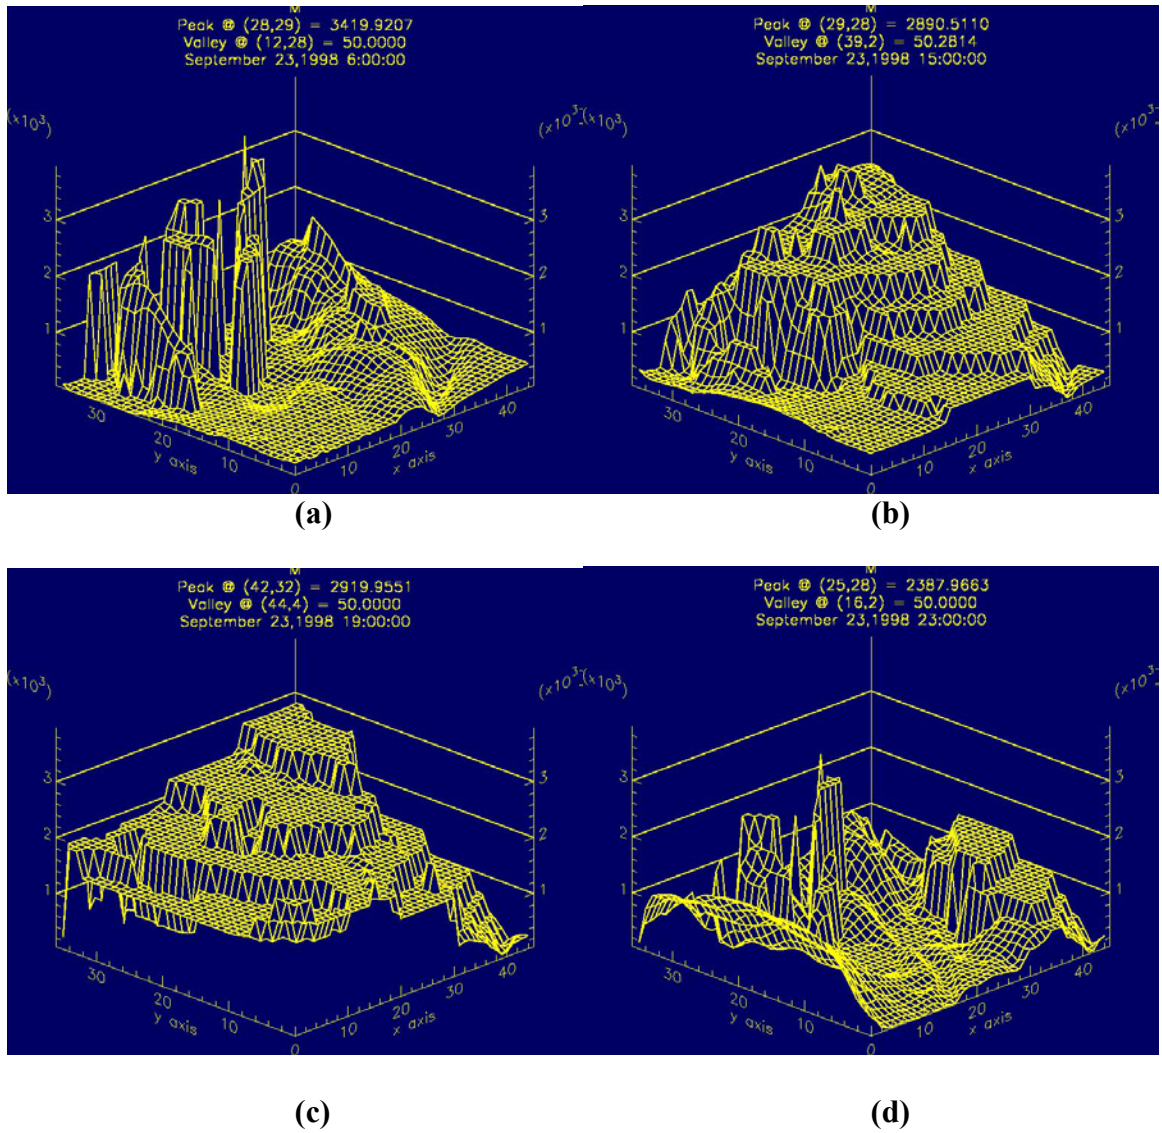 M
Peak @ (28,29) = 3419.9207
Valley @ (12,28) = 50.0000
September 23,1998 6:00:00
(x10³)
(x10³)
3
3
2
2
1
1
30
20
10
0
10
20
30
40
y axis
x axis
(a)
M
Peak @ (29,28) = 2890.5110
Valley @ (39,2) = 50.2814
September 23,1998 15:00:00
(x10³)
(x10³
3
3
2
2
1
1
30
20
10
0
10
20
30
40
y axis
x axis
(b)
M
Peak @ (42,32) = 2919.9551
Valley @ (44,4) = 50.0000
September 23,1998 19:00:00
(x10³)
(x10³)
3
3
2
2
1
1
30
20
10
0
10
20
30
40
y axis
x axis
(c)
M
Peak @ (25,28) = 2387.9663
Valley @ (16,2) = 50.0000
September 23,1998 23:00:00
(x10³)
(x10³
3
3
2
2
1
1
30
20
10
0
10
20
30
40
y axis
x axis
(d)